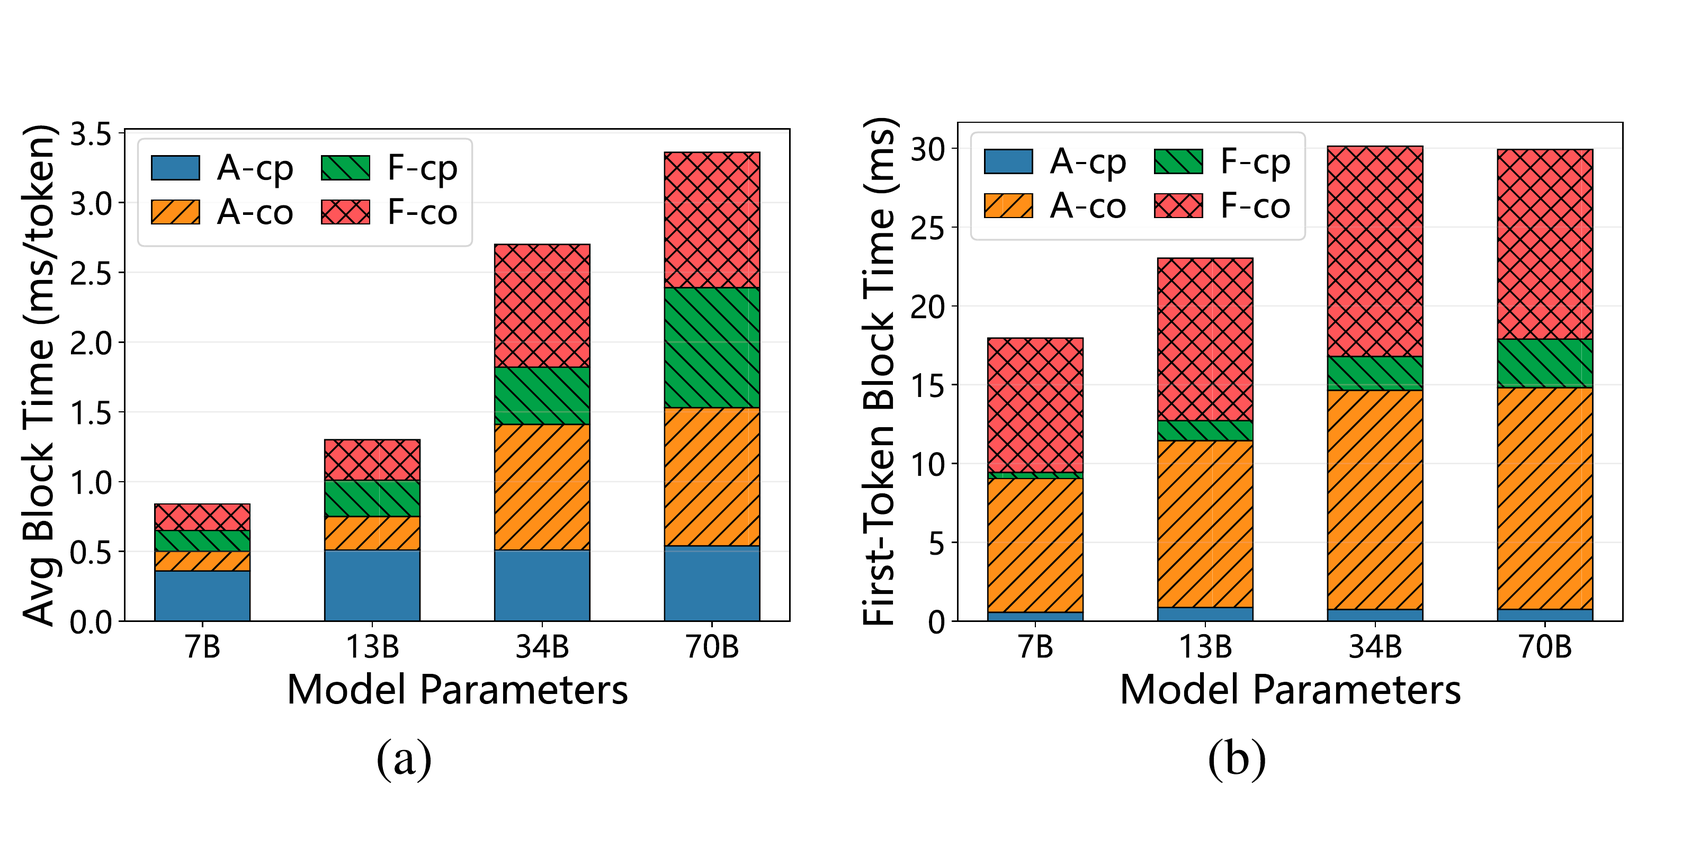 Avg Block Time (ms/token)
3.5
3.0
2.5
2.0
1.5
1.0
0.5
0.0
A-cp F-cp
A-co F-co
7B 13B 34B 70B
Model Parameters
(a)
First-Token Block Time (ms)
30
25
20
15
10
5
0
A-cp F-cp
A-co F-co
7B 13B 34B 70B
Model Parameters
(b)